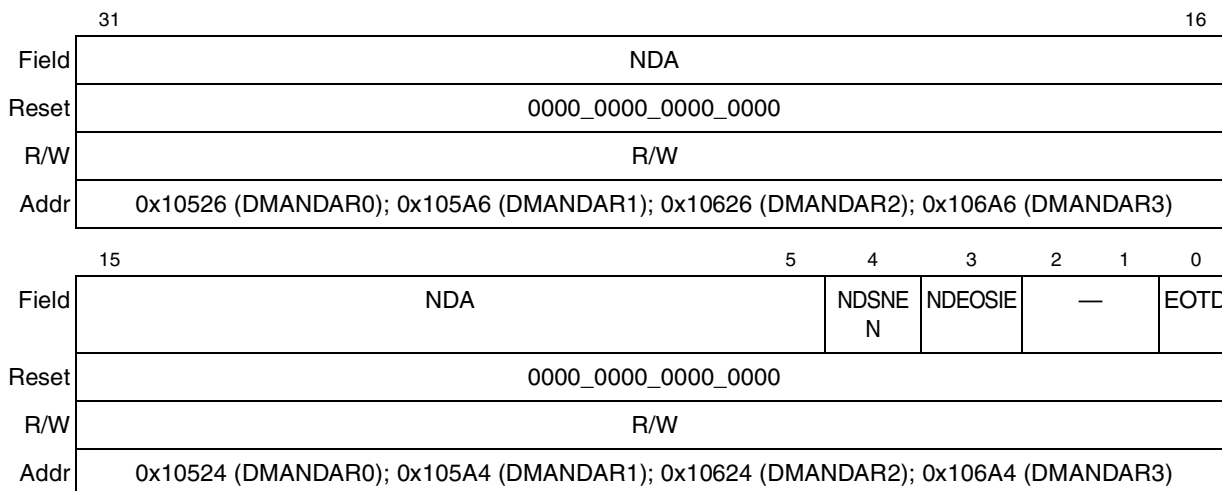 31 16
Field NDA
Reset 0000_0000_0000_0000
R/W R/W
Addr 0x10526 (DMANDAR0); 0x105A6 (DMANDAR1); 0x10626 (DMANDAR2); 0x106A6 (DMANDAR3)
15 5 4 3 2 1 0
Field NDA NDSNE NDEOSIE — EOTD
N
Reset 0000_0000_0000_0000
R/W R/W
Addr 0x10524 (DMANDAR0); 0x105A4 (DMANDAR1); 0x10624 (DMANDAR2); 0x106A4 (DMANDAR3)